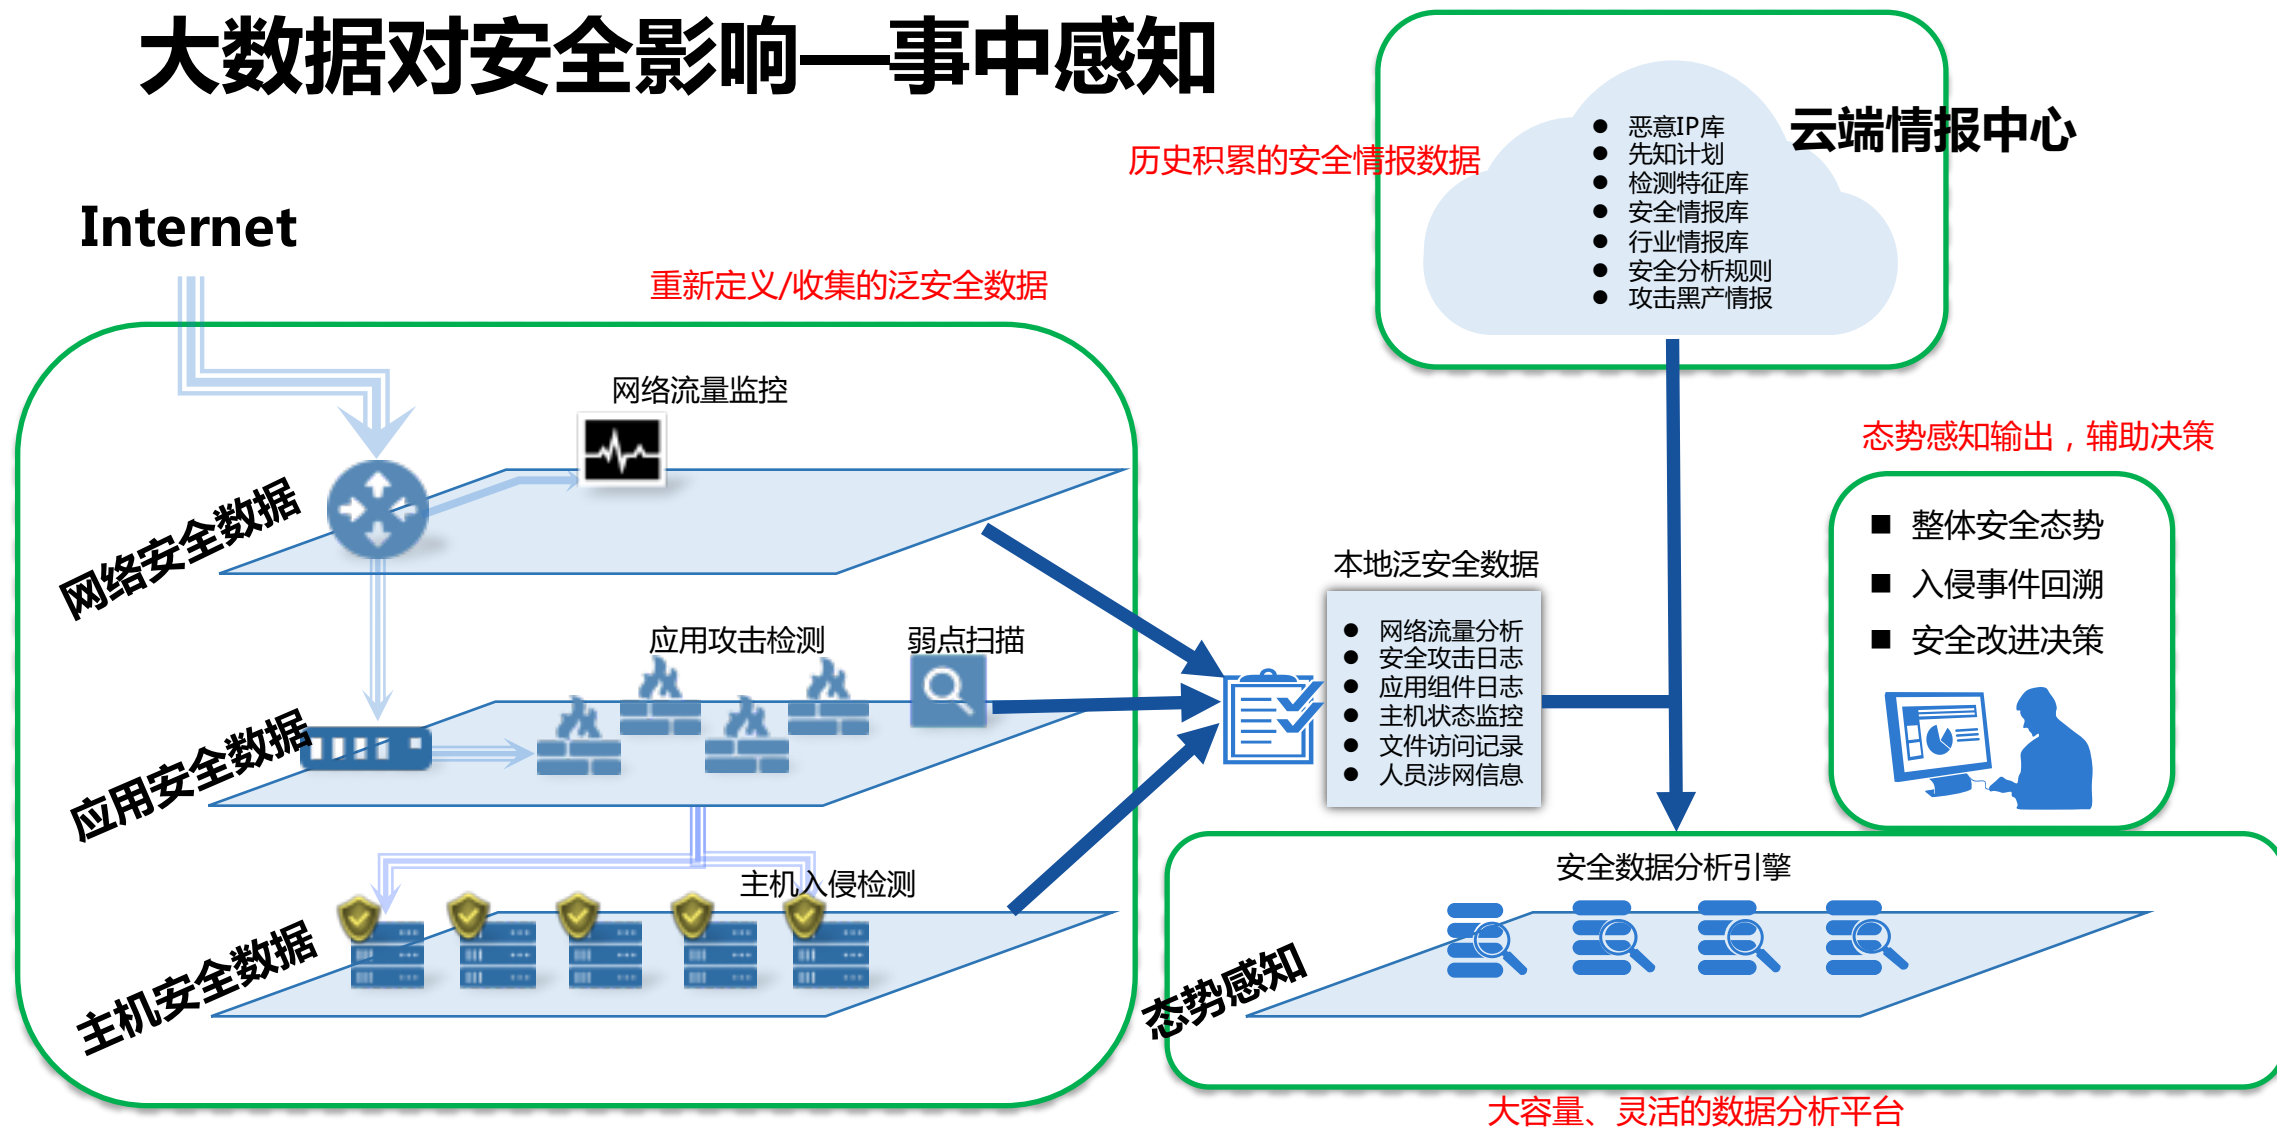 大数据对安全影响—事中感知
云端情报中心
恶意IP库
先知计划
检测特征库
安全情报库
行业情报库
安全分析规则
攻击黑产情报
历史积累的安全情报数据
Internet
重新定义/收集的泛安全数据
网络流量监控
网络安全数据
应用攻击检测
弱点扫描
应用安全数据
主机入侵检测
主机安全数据
本地泛安全数据
网络流量分析
安全攻击日志
应用组件日志
主机状态监控
文件访问记录
人员涉网信息
态势感知输出，辅助决策
整体安全态势
入侵事件回溯
安全改进决策
安全数据分析引擎
态势感知
大容量、灵活的数据分析平台